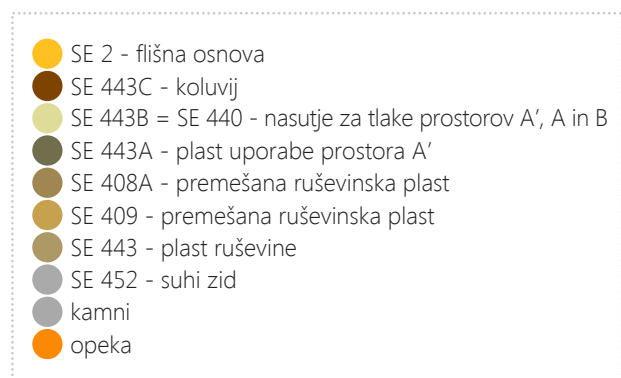 SE 2 - flišna osnova
SE 443C - koluvij
SE 443B = SE 440 - nasutje za tlake prostorov A’, A in B
SE 443A - plast uporabe prostora A’
SE 408A - premešana ruševinska plast
SE 409 - premešana ruševinska plast
SE 443 - plast ruševine
SE 452 - suhi zid
kamni
opeka